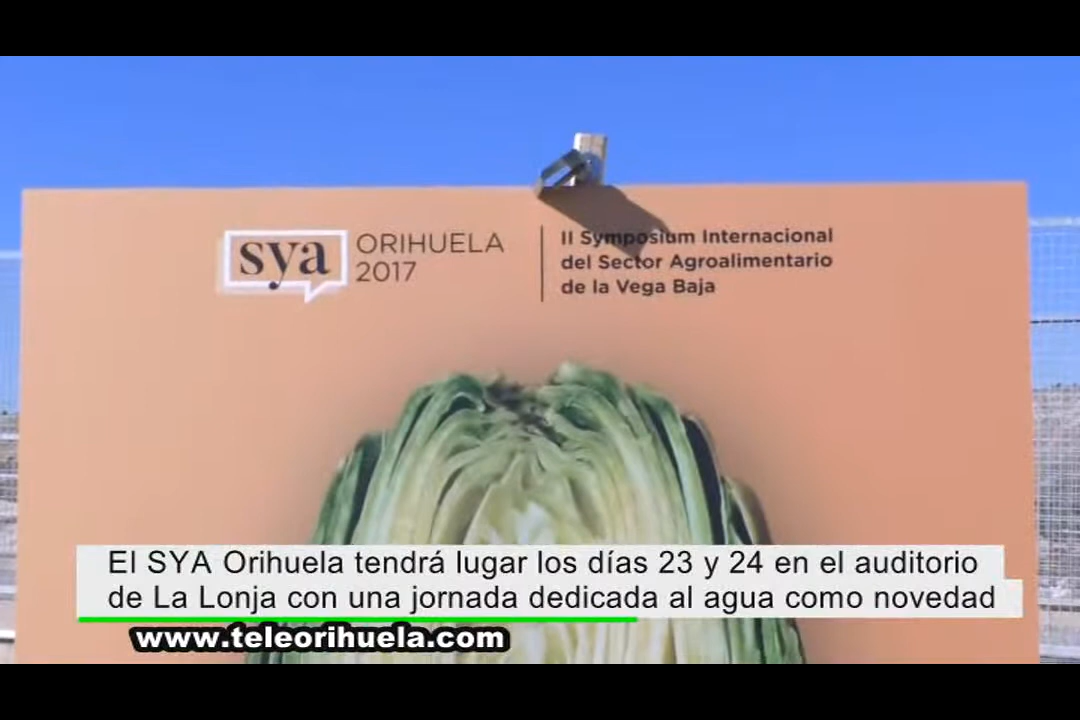 sya
ORIHUELA
2017
II Symposium Internacional
del Sector Agroalimentario
de la Vega Baja
El SYA Orihuela tendrá lugar los días 23 y 24 en el auditorio
de La Lonja con una jornada dedicada al agua como novedad
www.teleorihuela.com